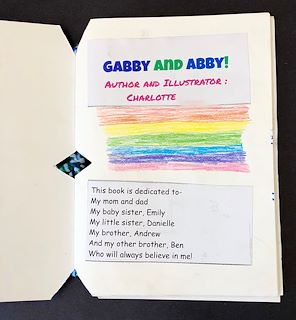 GABBY AND ABBY!
Author and Illustrator :
Charlotte
This book is dedicated to-
My mom and dad
My baby sister, Emily
My little sister, Danielle
My brother, Andrew
And my other brother, Ben
Who will always believe in me!